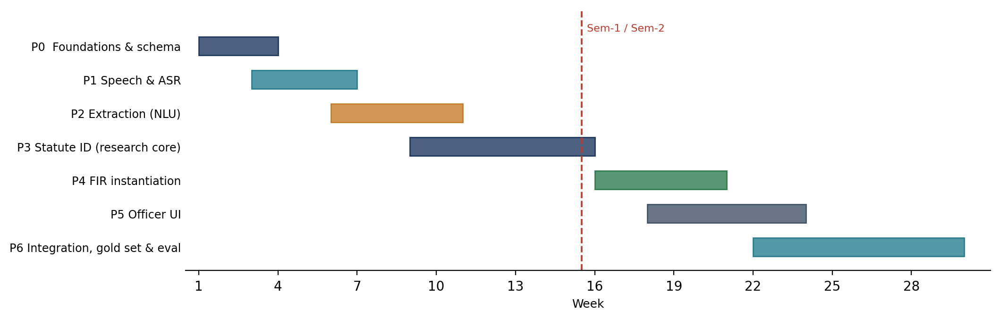 Sem-1 / Sem-2
P0  Foundations & schema
P1 Speech & ASR
P2 Extraction (NLU)
P3 Statute ID (research core)
P4 FIR instantiation
P5 Officer UI
P6 Integration, gold set & eval
1 4 7 10 13 16 19 22 25 28
Week